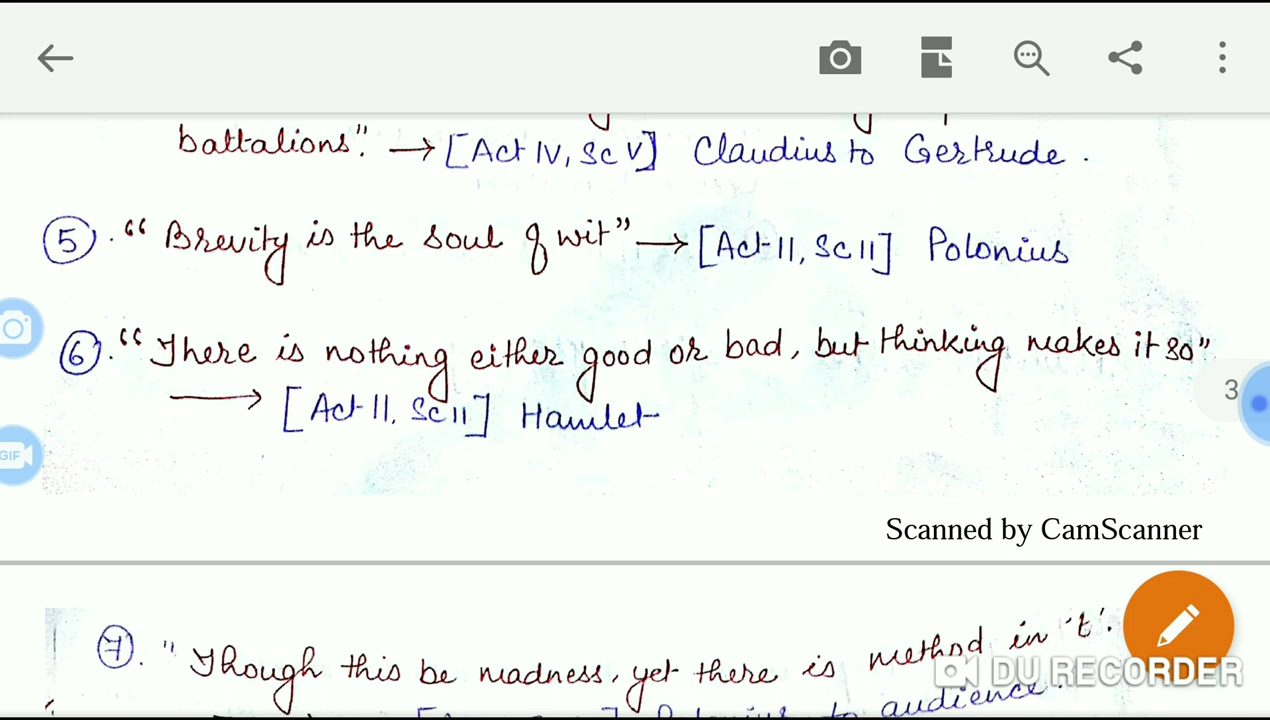 battalions". → [Act IV, Sc V] Claudius to Gertrude.
⑤. "Brevity is the soul of wit" → [Act II, Sc II] Polonius
⑥. "There is nothing either good or bad, but thinking makes it so"
→ [Act II, Sc II] Hamlet
3
GIF
Scanned by CamScanner
⑦. "Though this be madness, yet there is method in 't'.
DU RECORDER
Polonius to audience.